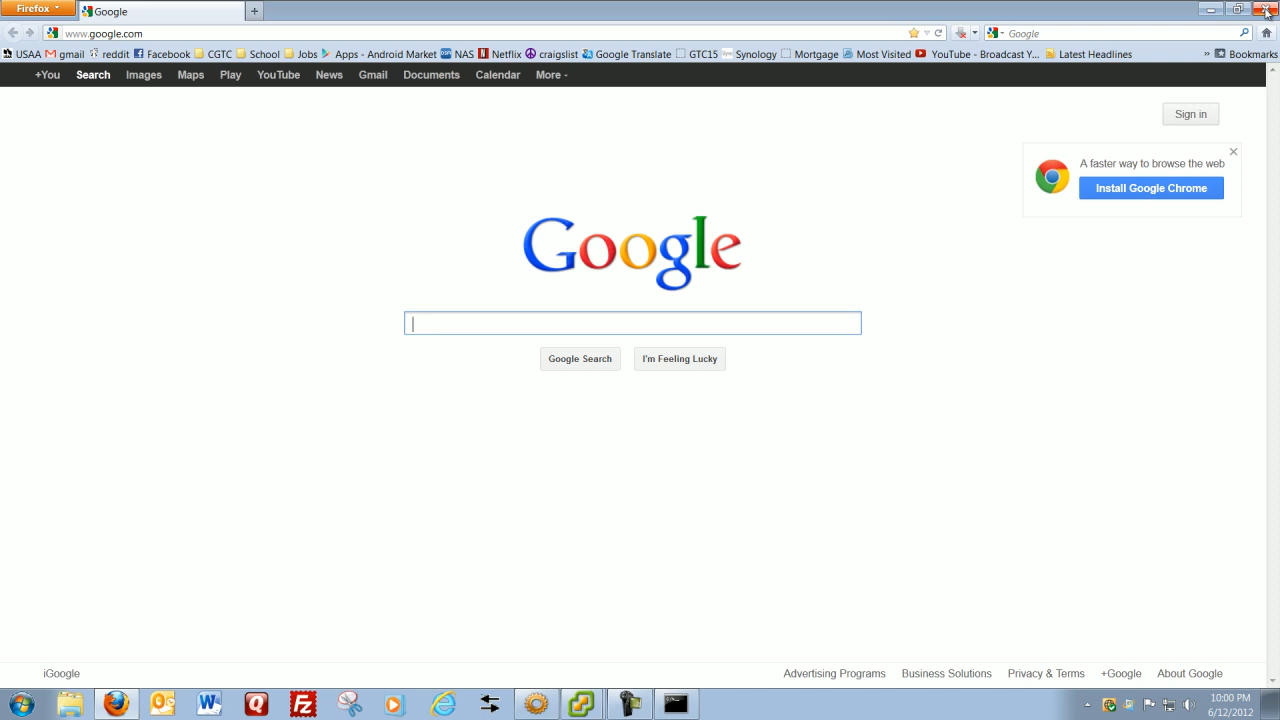 Firefox
Google
www.google.com
Google
USAA gmail reddit Facebook CGTC School Jobs Apps - Android Market NAS Netflix craigslist Google Translate GTC15 Synology Mortgage Most Visited YouTube - Broadcast Y... Latest Headlines » Bookmarks
+You Search Images Maps Play YouTube News Gmail Documents Calendar More
Sign in
A faster way to browse the web
Install Google Chrome
Google
Google Search I'm Feeling Lucky
iGoogle Advertising Programs Business Solutions Privacy & Terms +Google About Google
10:00 PM
6/12/2012